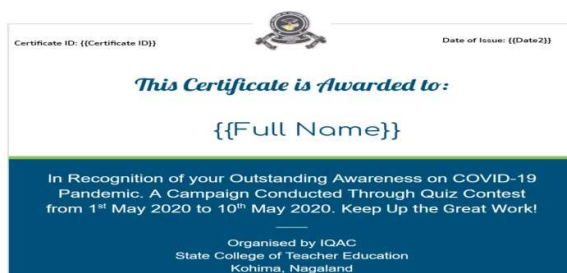 Certificate ID: {{Certificate ID}}
Date of Issue: {{Date2}}
This Certificate is Awarded to:
{{Full Name}}
In Recognition of your Outstanding Awareness on COVID-19
Pandemic. A Campaign Conducted Through Quiz Contest
from 1st May 2020 to 10th May 2020. Keep Up the Great Work!
Organised by IQAC
State College of Teacher Education
Kohima, Nagaland